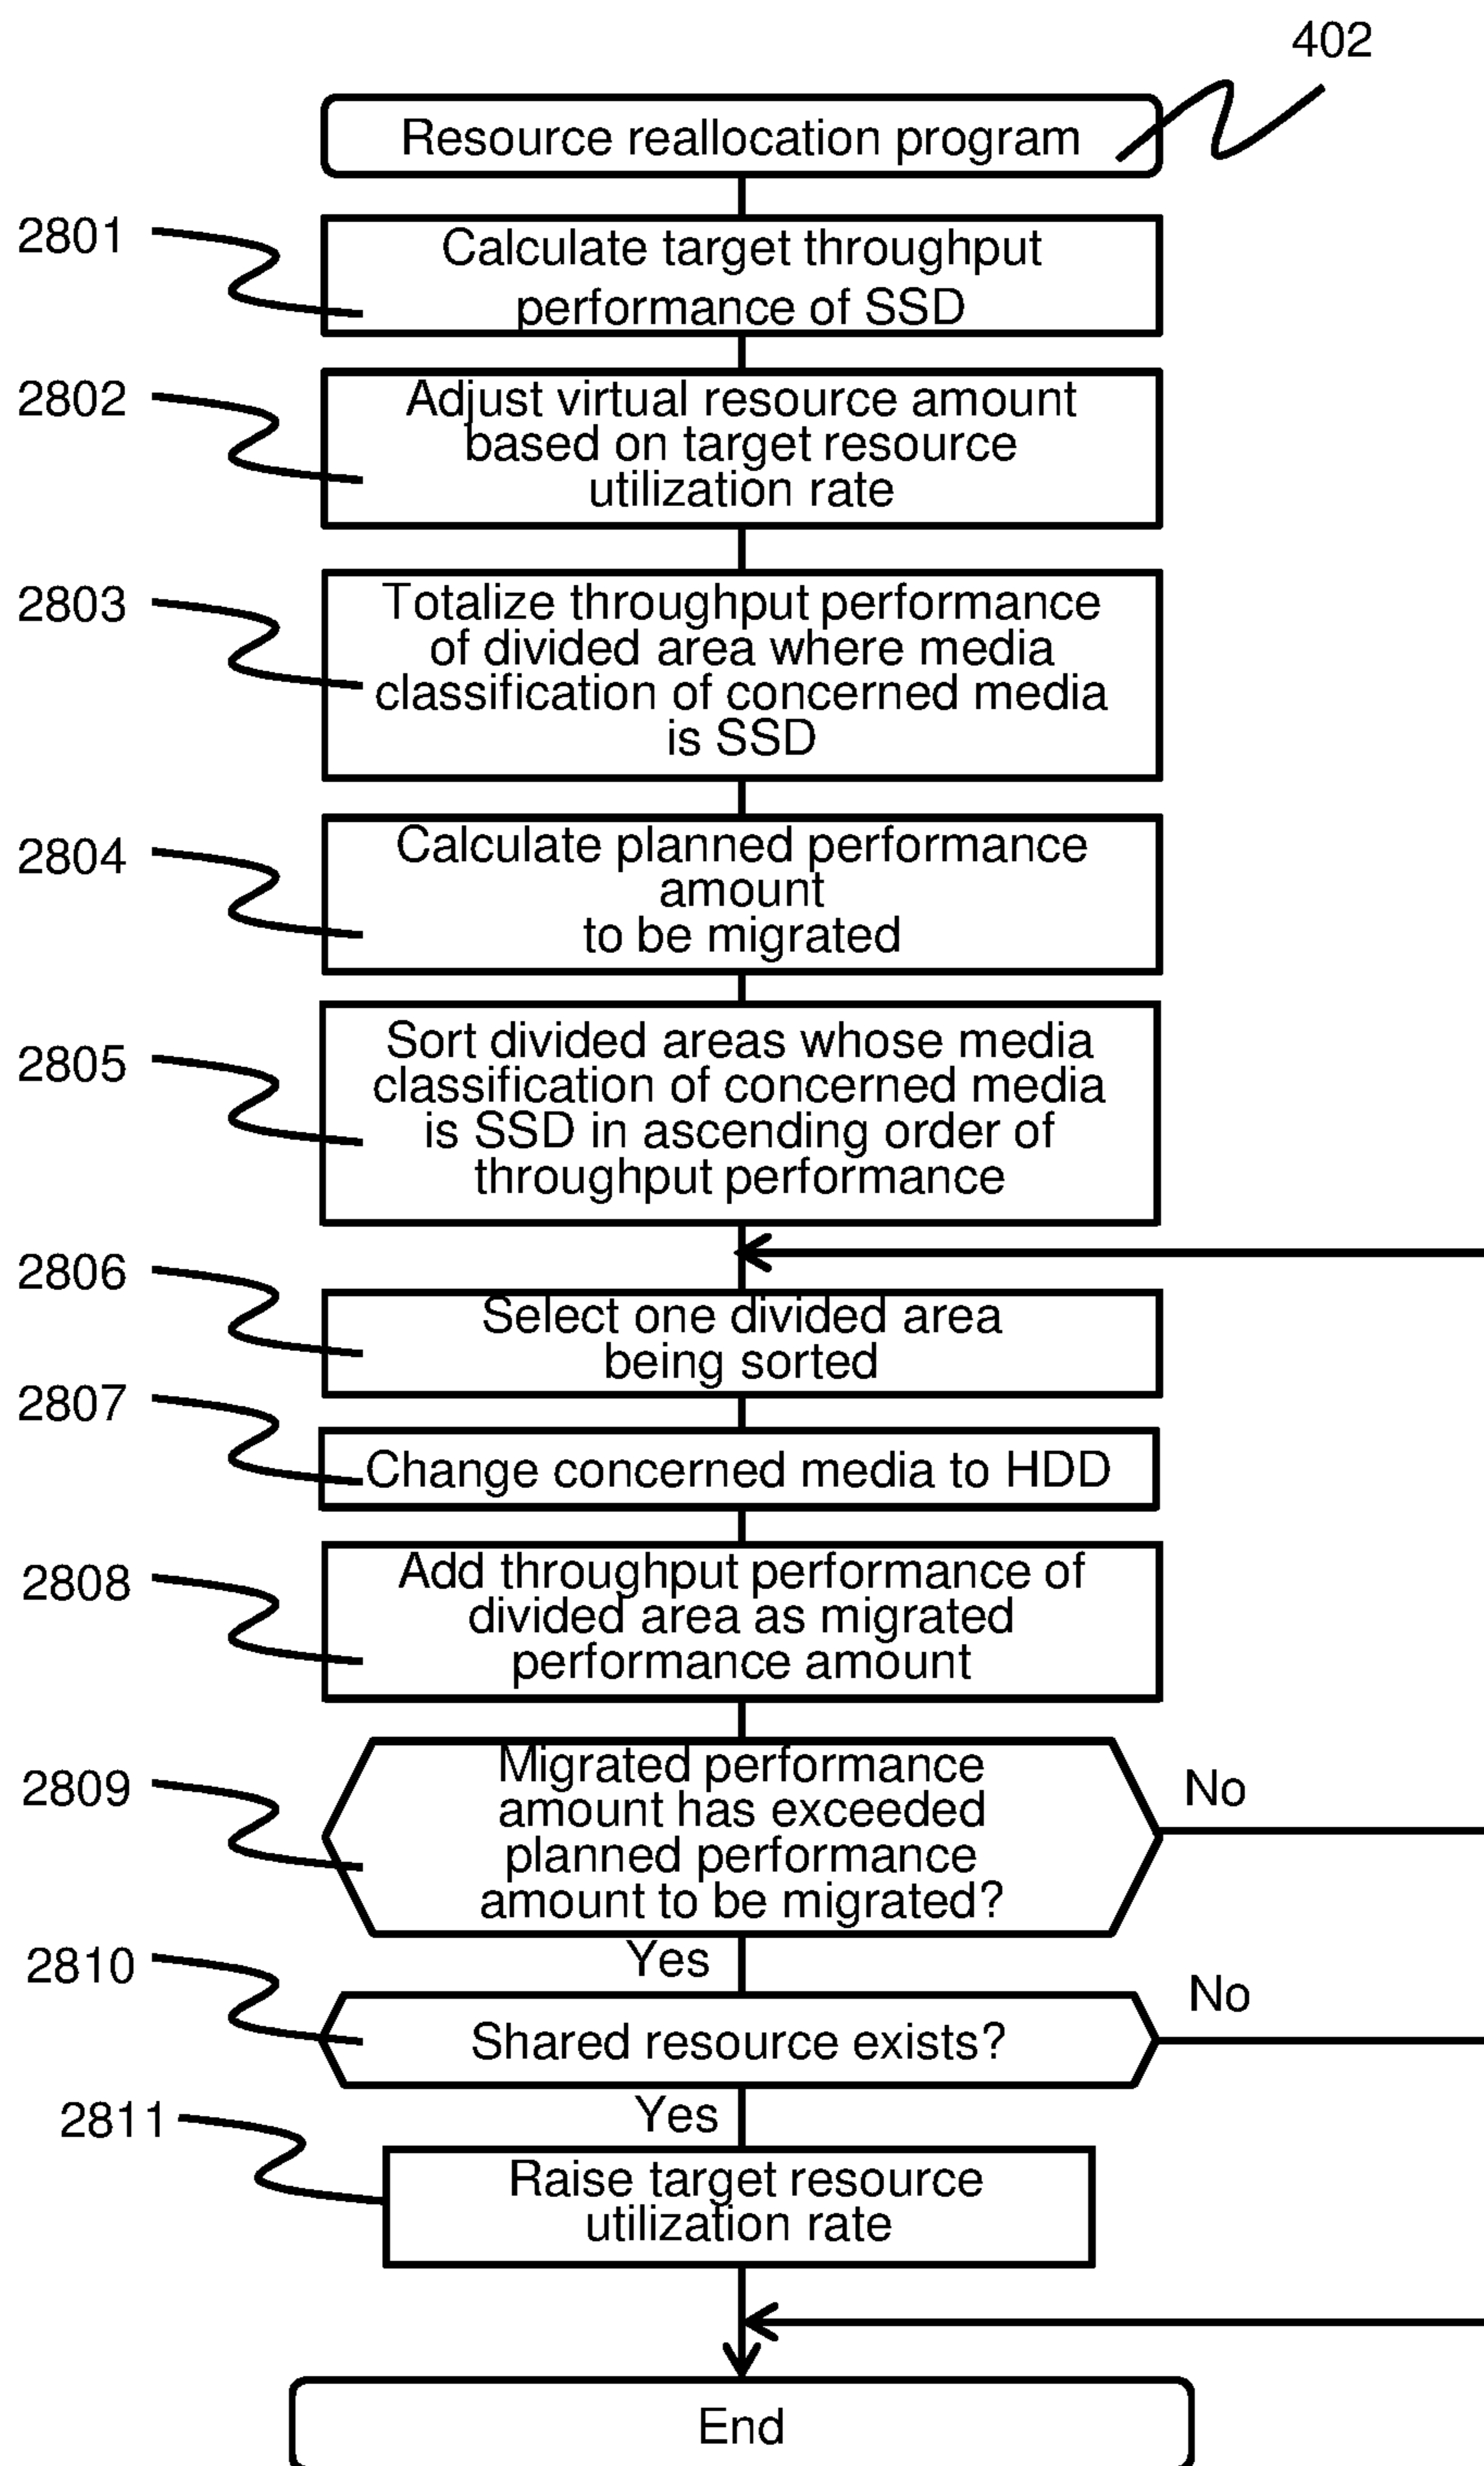 402
Resource reallocation program
2801
Calculate target throughput
performance of SSD
2802
Adjust virtual resource amount
based on target resource
utilization rate
2803
Totalize throughput performance
of divided area where media
classification of concerned media
is SSD
2804
Calculate planned performance
amount
to be migrated
2805
Sort divided areas whose media
classification of concerned media
is SSD in ascending order of
throughput performance
2806
Select one divided area
being sorted
2807
Change concerned media to HDD
2808
Add throughput performance of
divided area as migrated
performance amount
2809
Migrated performance
amount has exceeded
planned performance
amount to be migrated?
No
Yes
2810
Shared resource exists?
No
Yes
2811
Raise target resource
utilization rate
End